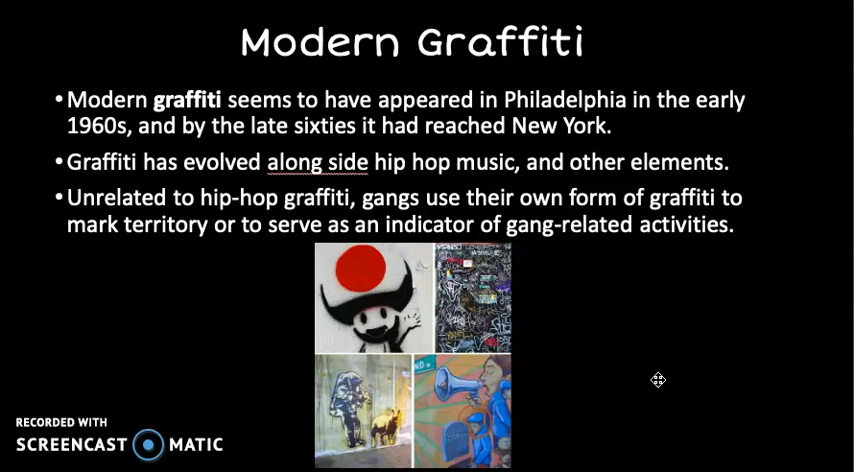 Modern Graffiti
• Modern graffiti seems to have appeared in Philadelphia in the early
1960s, and by the late sixties it had reached New York.
• Graffiti has evolved along side hip hop music, and other elements.
• Unrelated to hip-hop graffiti, gangs use their own form of graffiti to
mark territory or to serve as an indicator of gang-related activities.
RECORDED WITH
SCREENCAST MATIC